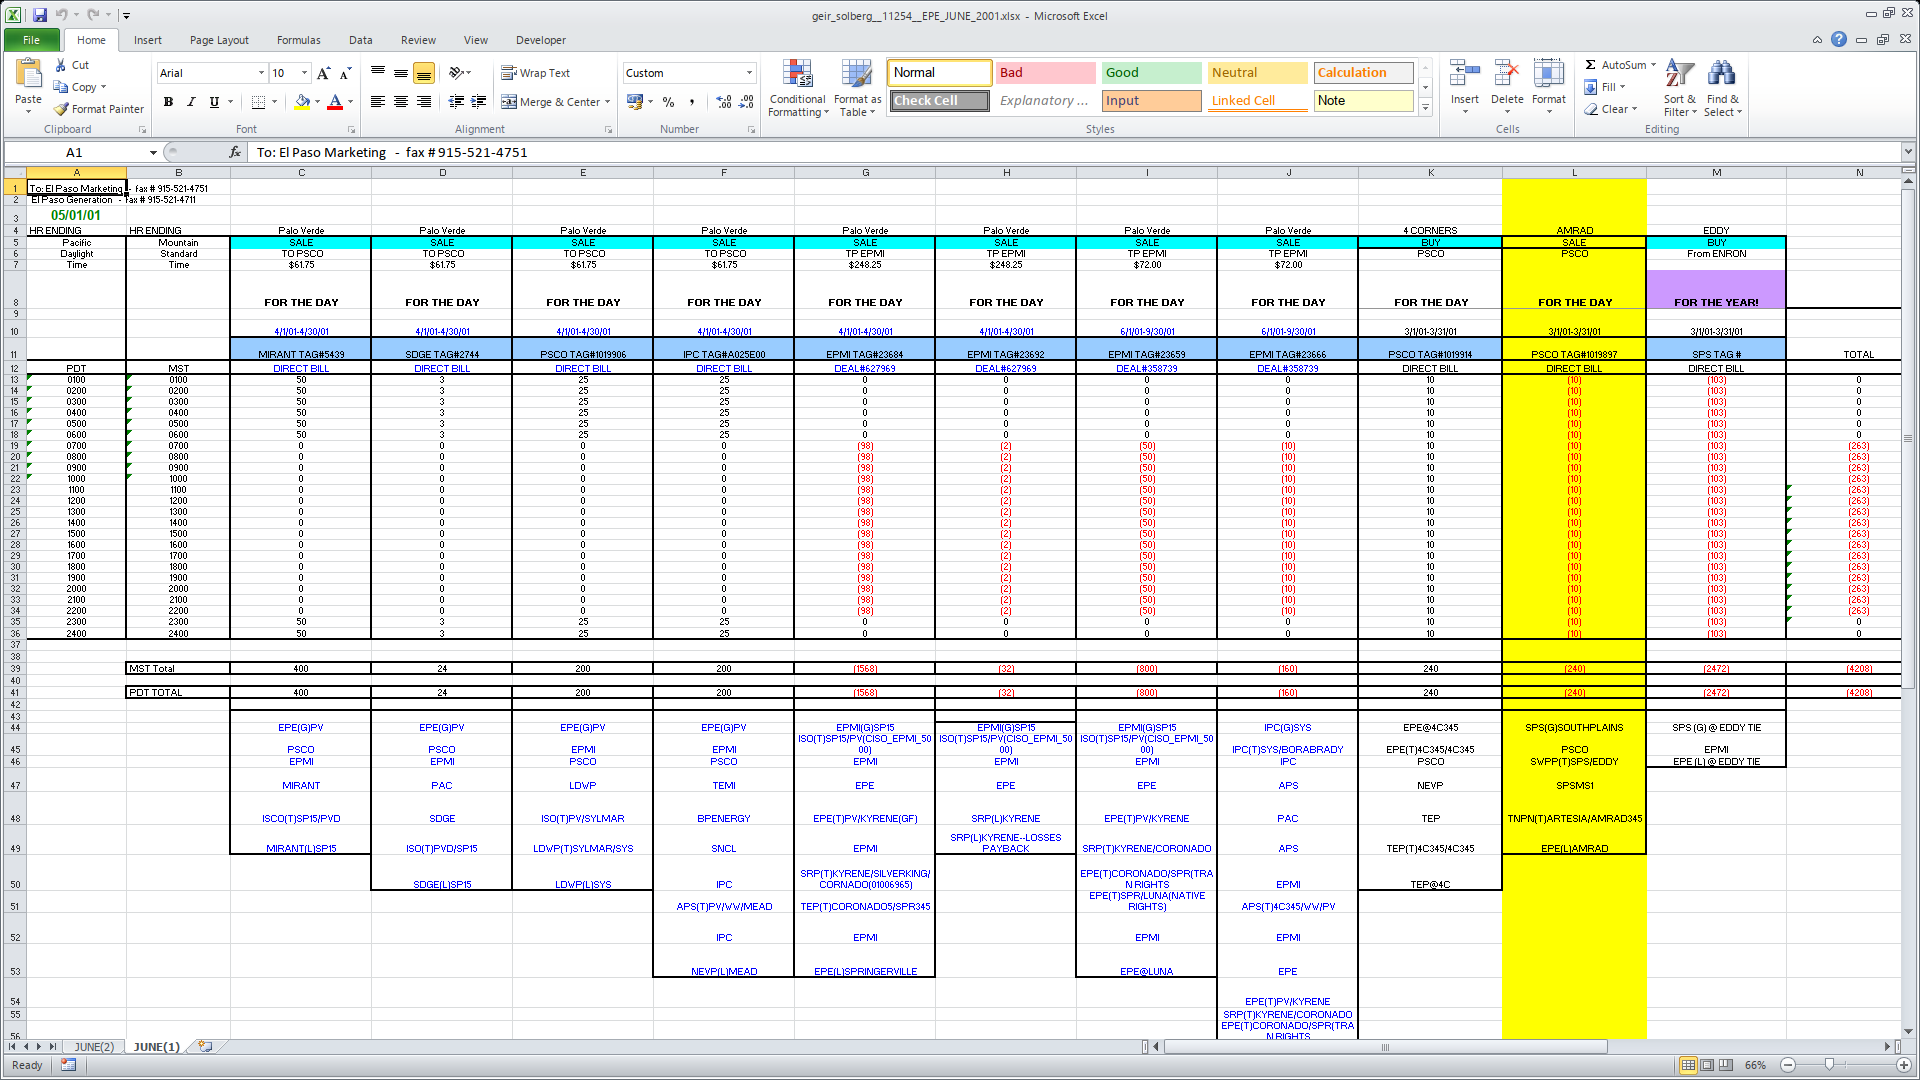 geir_solberg__11254__EPE_JUNE_2001.xlsx - Microsoft Excel
File Home Insert Page Layout Formulas Data Review View Developer
Paste Cut Copy Format Painter Clipboard
Arial 10 Font
Wrap Text Merge & Center Alignment
Custom Number
Conditional Formatting Format as Table
Normal Bad Good Neutral Calculation
Check Cell Explanatory ... Input Linked Cell Note
Styles
Insert Delete Format Cells
AutoSum Fill Clear Sort & Filter Find & Select Editing
A1 fx To: El Paso Marketing - fax # 915-521-4751
A B C D E F G H I J K L M N
1 To: El Paso Marketing - fax # 915-521-4751
2 El Paso Generation - fax # 915-521-4711
3 05/01/01
4 HR ENDING HR ENDING Palo Verde Palo Verde Palo Verde Palo Verde Palo Verde Palo Verde Palo Verde Palo Verde 4 CORNERS AMRAD EDDY
5 Pacific Mountain SALE SALE SALE SALE SALE SALE SALE SALE BUY SALE BUY
6 Daylight Standard TO PSCO TO PSCO TO PSCO TO PSCO TP EPMI TP EPMI TP EPMI TP EPMI PSCO PSCO From ENRON
7 Time Time $61.75 $61.75 $61.75 $61.75 $248.25 $248.25 $72.00 $72.00
8 FOR THE DAY FOR THE DAY FOR THE DAY FOR THE DAY FOR THE DAY FOR THE DAY FOR THE DAY FOR THE DAY FOR THE DAY FOR THE DAY FOR THE YEAR!
9
10 4/1/01-4/30/01 4/1/01-4/30/01 4/1/01-4/30/01 4/1/01-4/30/01 4/1/01-4/30/01 4/1/01-4/30/01 6/1/01-9/30/01 6/1/01-9/30/01 3/1/01-3/31/01 3/1/01-3/31/01 3/1/01-3/31/01
11 MIRANT TAG#5439 SDGE TAG#2744 PSCO TAG#1019906 IPC TAG#A025E00 EPMI TAG#23684 EPMI TAG#23692 EPMI TAG#23659 EPMI TAG#23666 PSCO TAG#1019914 PSCO TAG#1019897 SPS TAG # TOTAL
12 PDT MST DIRECT BILL DIRECT BILL DIRECT BILL DIRECT BILL DEAL#627969 DEAL#627969 DEAL#358739 DEAL#358739 DIRECT BILL DIRECT BILL DIRECT BILL
13 0100 0100 50 3 25 25 0 0 0 0 10 (10) (103) 0
14 0200 0200 50 3 25 25 0 0 0 0 10 (10) (103) 0
15 0300 0300 50 3 25 25 0 0 0 0 10 (10) (103) 0
16 0400 0400 50 3 25 25 0 0 0 0 10 (10) (103) 0
17 0500 0500 50 3 25 25 0 0 0 0 10 (10) (103) 0
18 0600 0600 50 3 25 25 0 0 0 0 10 (10) (103) 0
19 0700 0700 0 0 0 0 (98) (2) (50) (10) 10 (10) (103) (263)
20 0800 0800 0 0 0 0 (98) (2) (50) (10) 10 (10) (103) (263)
21 0900 0900 0 0 0 0 (98) (2) (50) (10) 10 (10) (103) (263)
22 1000 1000 0 0 0 0 (98) (2) (50) (10) 10 (10) (103) (263)
23 1100 1100 0 0 0 0 (98) (2) (50) (10) 10 (10) (103) (263)
24 1200 1200 0 0 0 0 (98) (2) (50) (10) 10 (10) (103) (263)
25 1300 1300 0 0 0 0 (98) (2) (50) (10) 10 (10) (103) (263)
26 1400 1400 0 0 0 0 (98) (2) (50) (10) 10 (10) (103) (263)
27 1500 1500 0 0 0 0 (98) (2) (50) (10) 10 (10) (103) (263)
28 1600 1600 0 0 0 0 (98) (2) (50) (10) 10 (10) (103) (263)
29 1700 1700 0 0 0 0 (98) (2) (50) (10) 10 (10) (103) (263)
30 1800 1800 0 0 0 0 (98) (2) (50) (10) 10 (10) (103) (263)
31 1900 1900 0 0 0 0 (98) (2) (50) (10) 10 (10) (103) (263)
32 2000 2000 0 0 0 0 (98) (2) (50) (10) 10 (10) (103) (263)
33 2100 2100 0 0 0 0 (98) (2) (50) (10) 10 (10) (103) (263)
34 2200 2200 0 0 0 0 (98) (2) (50) (10) 10 (10) (103) (263)
35 2300 2300 50 3 25 25 0 0 0 0 10 (10) (103) 0
36 2400 2400 50 3 25 25 0 0 0 0 10 (10) (103) 0
37
38
39 MST Total 400 24 200 200 (1568) (32) (800) (160) 240 (240) (2472) (4208)
40
41 PDT TOTAL 400 24 200 200 (1568) (32) (800) (160) 240 (240) (2472) (4208)
42
43
44 EPE(G)PV EPE(G)PV EPE(G)PV EPE(G)PV EPMI(G)SP15 EPMI(G)SP15 EPMI(G)SP15 IPC(G)SYS EPE@4C345 SPS(G)SOUTHPLAINS SPS (G) @ EDDY TIE
45 PSCO PSCO EPMI EPMI ISO(T)SP15/PV(CISO_EPMI_5000) ISO(T)SP15/PV(CISO_EPMI_5000) ISO(T)SP15/PV(CISO_EPMI_5000) IPC(T)SYS/BORABRADY EPE(T)4C345/4C345 PSCO EPMI
46 EPMI EPMI PSCO PSCO EPMI EPMI EPMI IPC PSCO SWPP(T)SPS/EDDY EPE (L) @ EDDY TIE
47 MIRANT PAC LDWP TEMI EPE EPE EPE APS NEVP SPSMS1
48 ISCO(T)SP15/PVD SDGE ISO(T)PV/SYLMAR BPENERGY EPE(T)PV/KYRENE(GF) SRP(L)KYRENE EPE(T)PV/KYRENE PAC TEP TNPN(T)ARTESIA/AMRAD345
49 MIRANT(L)SP15 ISO(T)PVD/SP15 LDWP(T)SYLMAR/SYS SNCL EPMI SRP(L)KYRENE--LOSSES PAYBACK SRP(T)KYRENE/CORONADO APS TEP(T)4C345/4C345 EPE(L)AMRAD
50 SDGE(L)SP15 LDWP(L)SYS IPC SRP(T)KYRENE/SILVERKING/CORNADO(01006965) EPE(T)CORONADO/SPR(TRAN RIGHTS EPMI TEP@4C
51 APS(T)PV/WW/MEAD TEP(T)CORONADO5/SPR345 EPE(T)SPR/LUNA(NATIVE RIGHTS) APS(T)4C345/WW/PV
52 IPC EPMI EPMI EPMI
53 NEVP(L)MEAD EPE(L)SPRINGERVILLE EPE@LUNA EPE
54 EPE(T)PV/KYRENE
55 SRP(T)KYRENE/CORONADO
56 EPE(T)CORONADO/SPR(TRAN RIGHTS
JUNE(2) JUNE(1)
Ready 66%